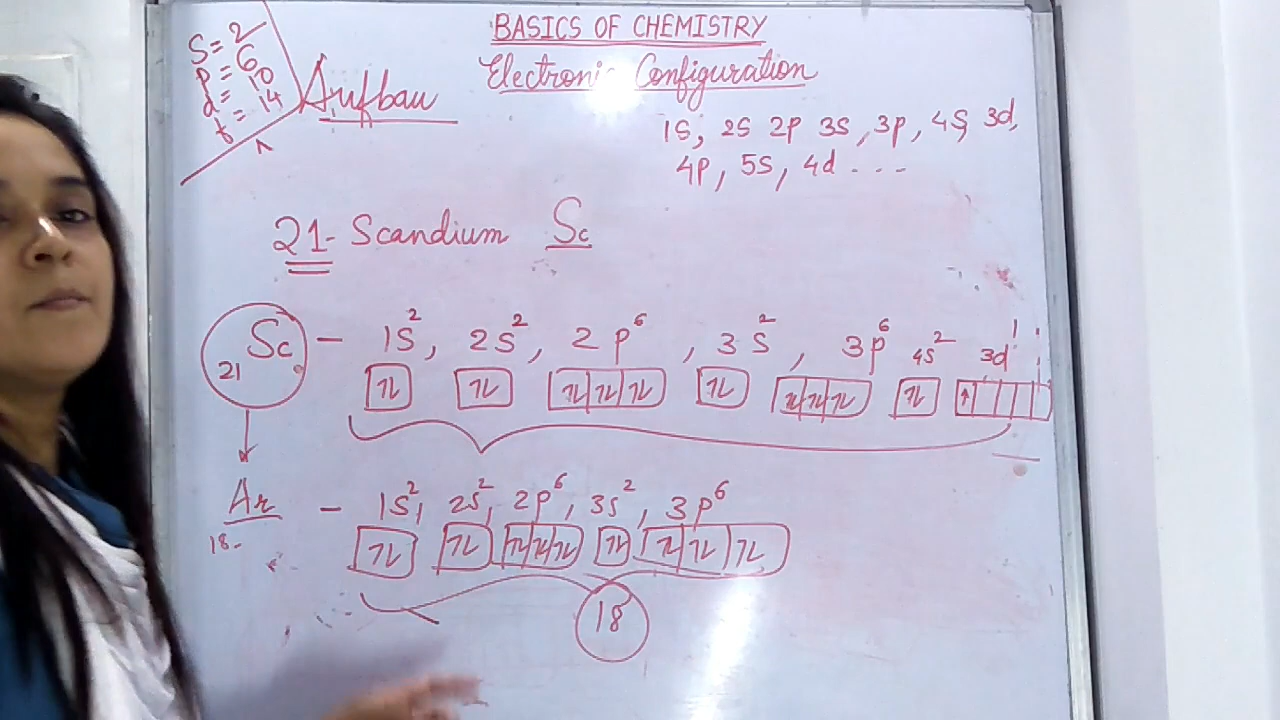 BASICS OF CHEMISTRY
Electronic Configuration
S = 2
p = 6
d = 10
f = 14
Aufbau
1S, 2S 2P 3S, 3P, 4S, 3d,
4P, 5S, 4d ....
21- Scandium Sc
₂₁Sc - 1S², 2S², 2P⁶, 3S², 3P⁶ 4S² 3d¹
Ar - 1S², 2S², 2P⁶, 3S², 3P⁶
18-
18